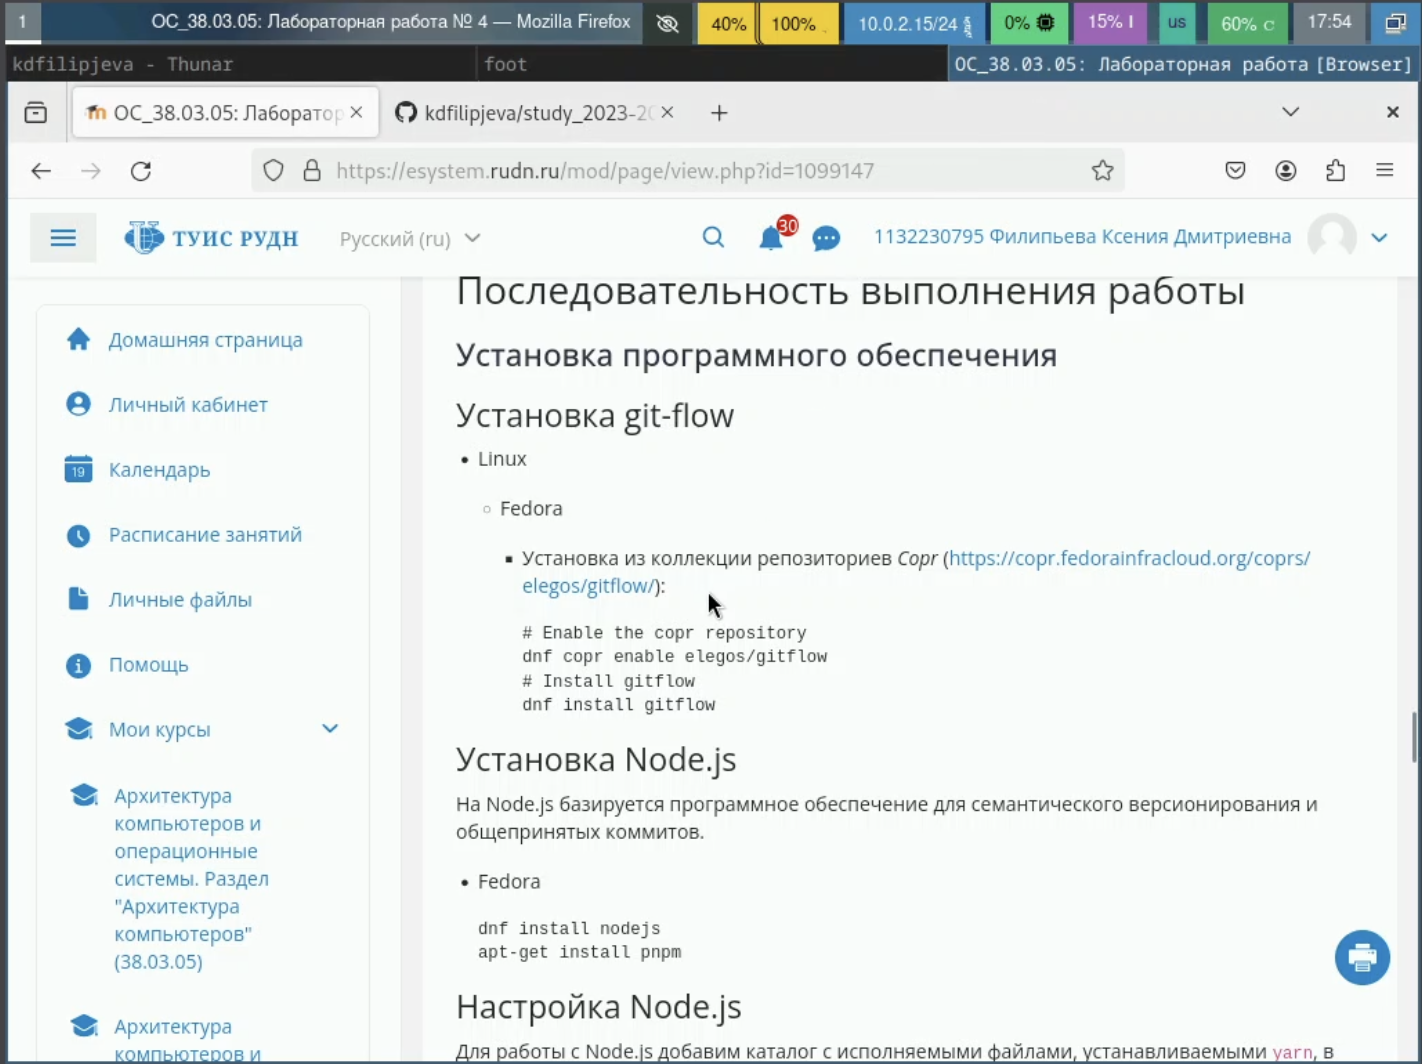 1
ОС_38.03.05: Лабораторная работа № 4 — Mozilla Firefox
40%
100%
10.0.2.15/24
0%
15%
us
60%
17:54
kdfilipjeva - Thunar
foot
ОС_38.03.05: Лабораторная работа [Browser]
ОС_38.03.05: Лаборатор
kdfilipjeva/study_2023-20
https://esystem.rudn.ru/mod/page/view.php?id=1099147
ТУИС РУДН
Русский (ru)
30
1132230795 Филипьева Ксения Дмитриевна
Домашняя страница
Личный кабинет
19
Календарь
Расписание занятий
Личные файлы
Помощь
Мои курсы
Архитектура
компьютеров и
операционные
системы. Раздел
"Архитектура
компьютеров"
(38.03.05)
Архитектура
компьютеров и
Последовательность выполнения работы
Установка программного обеспечения
Установка git-flow
• Linux
◦ Fedora
▪ Установка из коллекции репозиториев Copr (https://copr.fedorainfracloud.org/coprs/
elegos/gitflow/):
# Enable the copr repository
dnf copr enable elegos/gitflow
# Install gitflow
dnf install gitflow
Установка Node.js
На Node.js базируется программное обеспечение для семантического версионирования и
общепринятых коммитов.
• Fedora
dnf install nodejs
apt-get install pnpm
Настройка Node.js
Для работы с Node.js добавим каталог с исполняемыми файлами, устанавливаемыми yarn, в